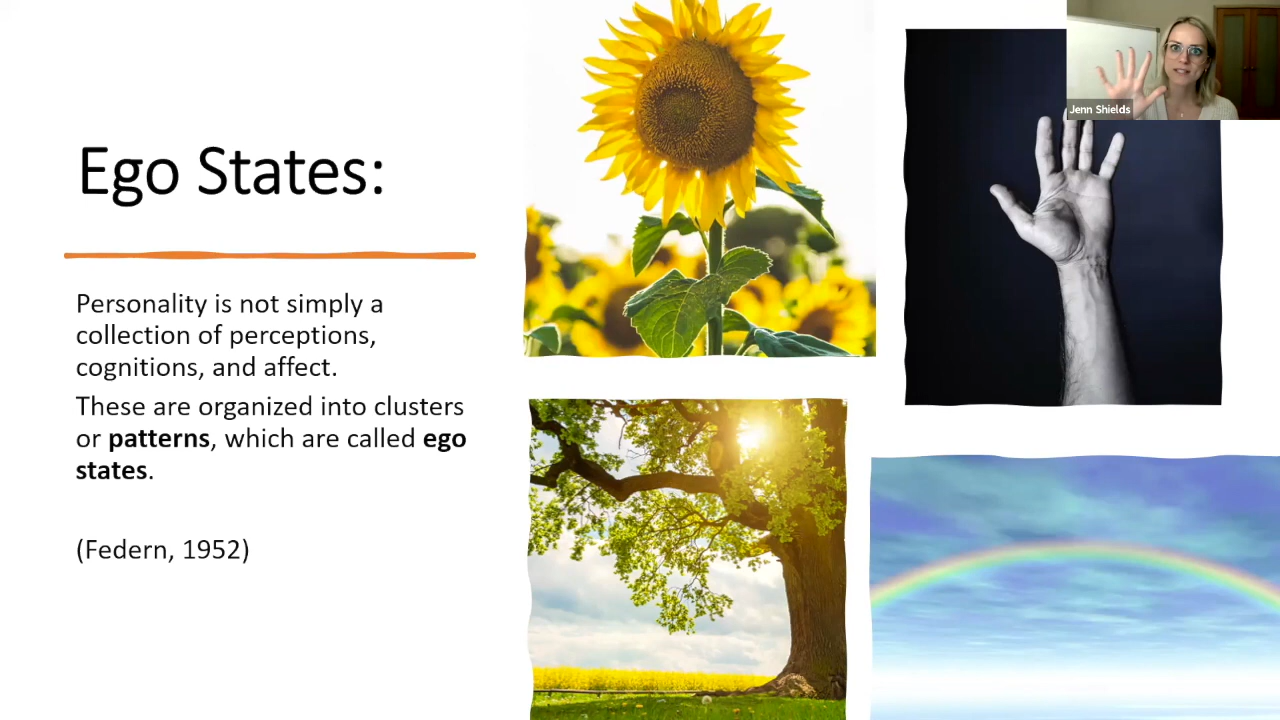 Jenn Shields
Ego States:
Personality is not simply a
collection of perceptions,
cognitions, and affect.
These are organized into clusters
or patterns, which are called ego
states.
(Federn, 1952)